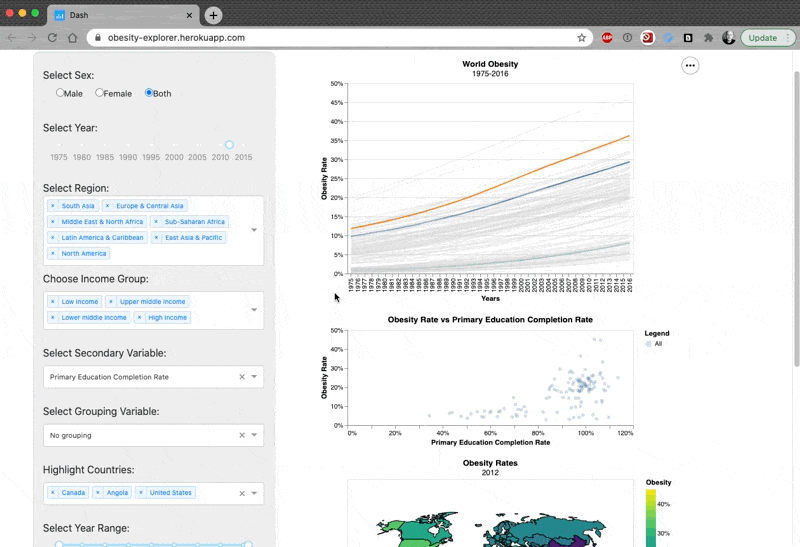 Dash
obesity-explorer.herokuapp.com
ABP
Update
Select Sex:
Male Female Both
Select Year:
1975 1980 1985 1990 1995 2000 2005 2010 2015
Select Region:
× South Asia × Europe & Central Asia
× Middle East & North Africa × Sub-Saharan Africa
× Latin America & Caribbean × East Asia & Pacific
× North America
Choose Income Group:
× Low income × Upper middle income
× Lower middle income × High income
Select Secondary Variable:
Primary Education Completion Rate
Select Grouping Variable:
No grouping
Highlight Countries:
× Canada × Angola × United States
Select Year Range:
World Obesity
1975-2016
50%
45%
40%
35%
30%
25%
20%
15%
10%
5%
0%
Obesity Rate
1975 1976 1977 1978 1979 1980 1981 1982 1983 1984 1985 1986 1987 1988 1989 1990 1991 1992 1993 1994 1995 1996 1997 1998 1999 2000 2001 2002 2003 2004 2005 2006 2007 2008 2009 2010 2011 2012 2013 2014 2015 2016
Years
Obesity Rate vs Primary Education Completion Rate
50%
40%
30%
20%
10%
0%
Obesity Rate
0% 20% 40% 60% 80% 100% 120%
Primary Education Completion Rate
Legend
All
Obesity Rates
2012
Obesity
40%
30%